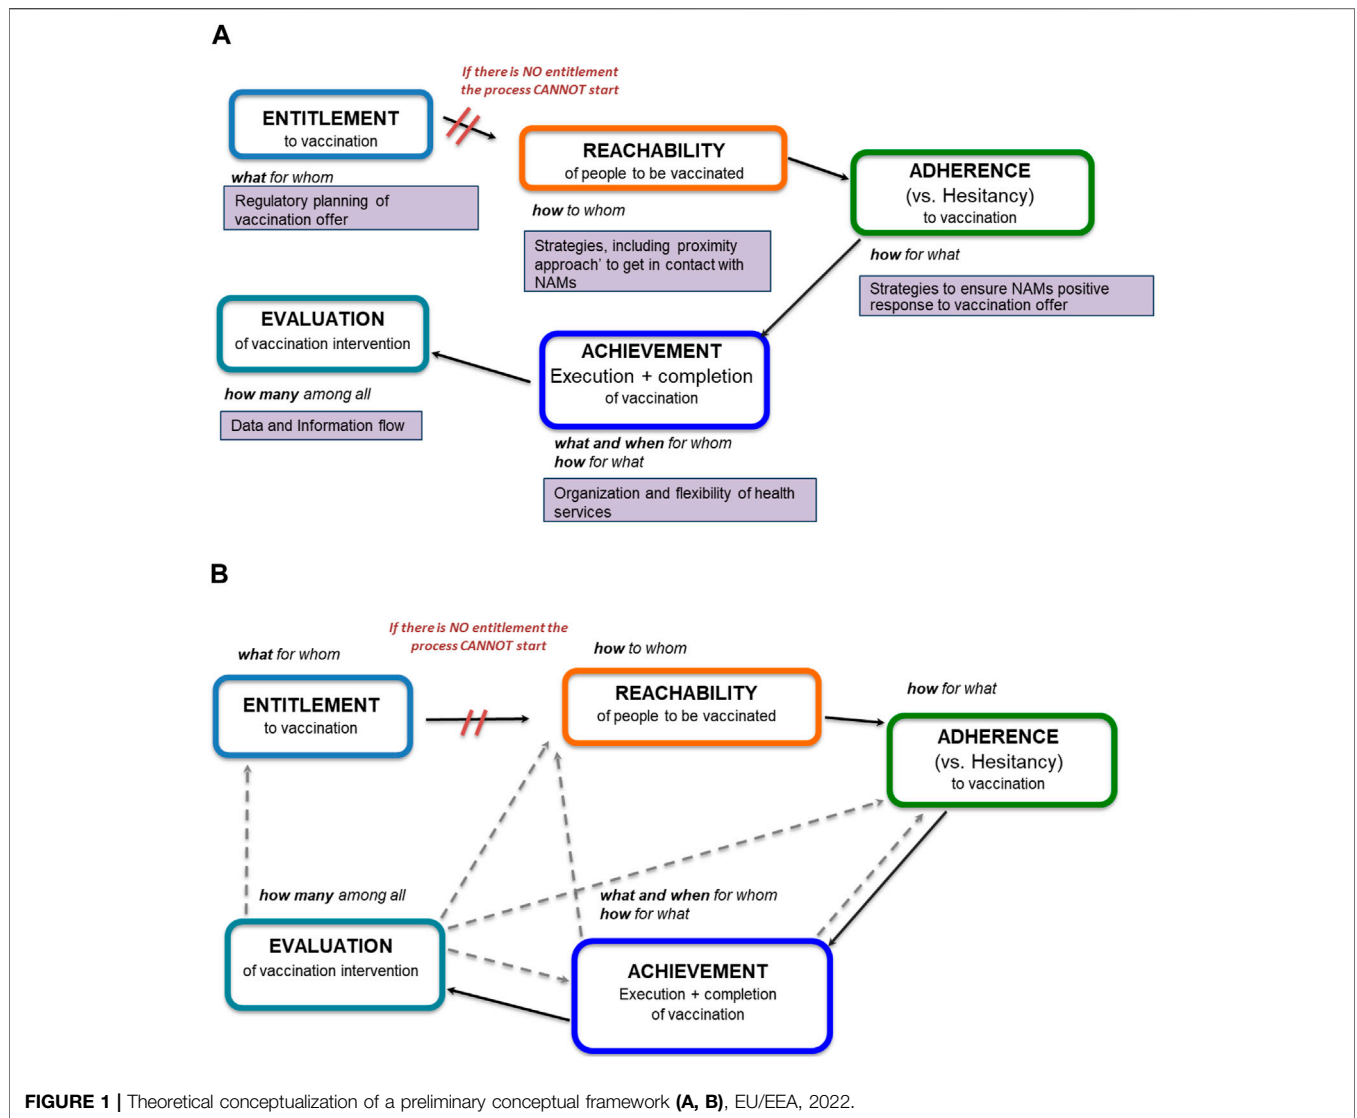 A
If there is NO entitlement
the process CANNOT start
ENTITLEMENT
to vaccination
what for whom
Regulatory planning of
vaccination offer
REACHABILITY
of people to be vaccinated
how to whom
Strategies, including proximity
approach’ to get in contact with
NAMs
ADHERENCE
(vs. Hesitancy)
to vaccination
how for what
Strategies to ensure NAMs positive
response to vaccination offer
EVALUATION
of vaccination intervention
how many among all
Data and Information flow
ACHIEVEMENT
Execution + completion
of vaccination
what and when for whom
how for what
Organization and flexibility of health
services
B
If there is NO entitlement the
process CANNOT start
what for whom
ENTITLEMENT
to vaccination
how to whom
REACHABILITY
of people to be vaccinated
how for what
ADHERENCE
(vs. Hesitancy)
to vaccination
how many among all
EVALUATION
of vaccination intervention
what and when for whom
how for what
ACHIEVEMENT
Execution + completion
of vaccination
FIGURE 1 | Theoretical conceptualization of a preliminary conceptual framework (A, B), EU/EEA, 2022.